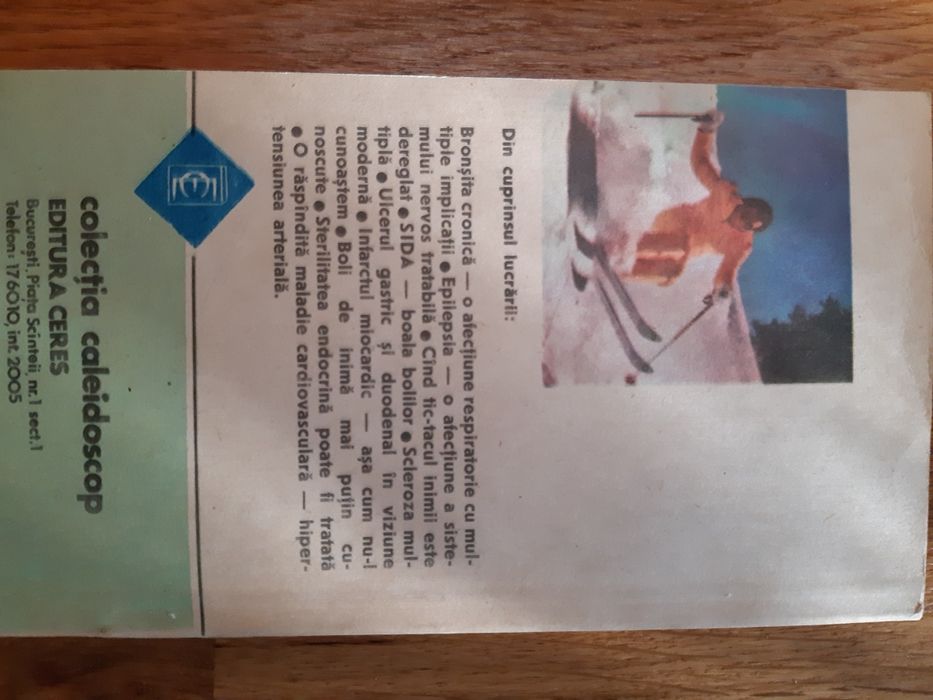 Din cuprinsul lucrării:
Bronşita cronică — o afecţiune respiratorie cu mul-
tiple implicaţii ● Epilepsia — o afecţiune a siste-
mului nervos tratabilă ● Cînd tic-tacul inimii este
dereglat ● SIDA — boala bolilor ● Scleroza mul-
tiplă ● Ulcerul gastric şi duodenal în viziune
modernă ● Infarctul miocardic — aşa cum nu-l
cunoaştem ● Boli de inimă mai puţin cu-
noscute ● Sterilitatea endocrină poate fi tratată
● O răspîndită maladie cardiovasculară — hiper-
tensiunea arterială.
colecţia caleidoscop
EDITURA CERES
Bucureşti, Piaţa Scînteii nr. 1 sect. 1
Telefon: 176010, int. 2005